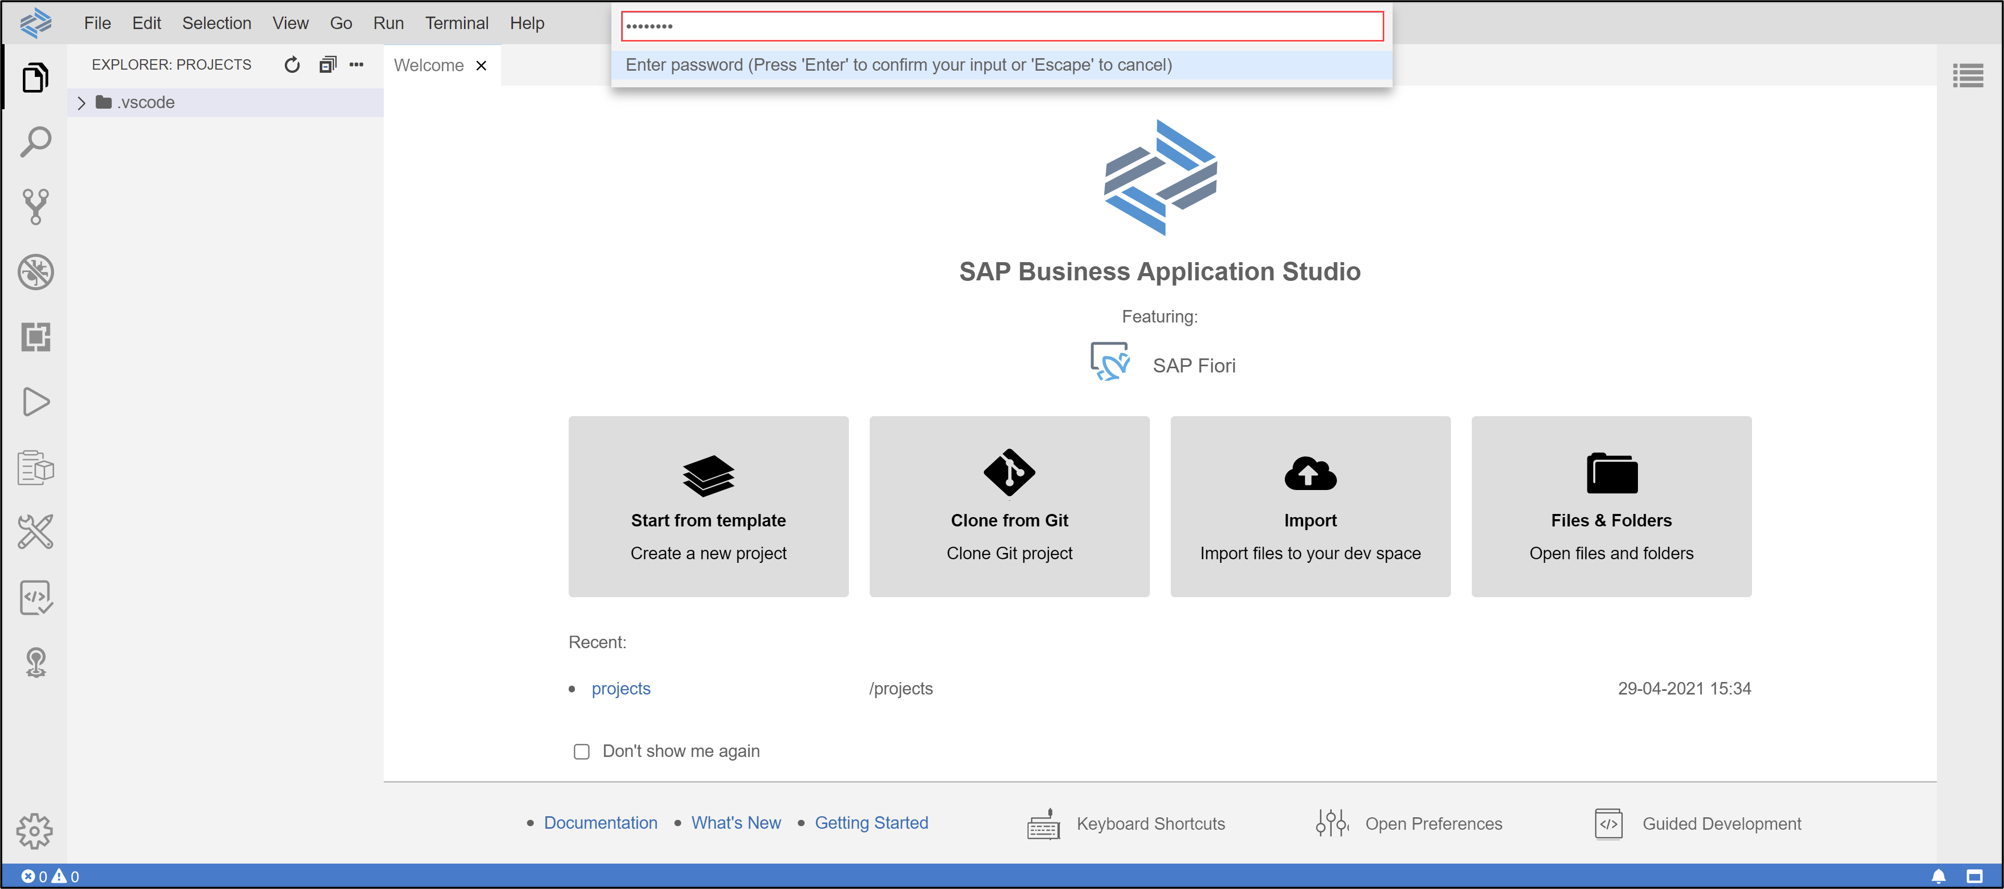 File Edit Selection View Go Run Terminal Help
••••••••
Enter password (Press 'Enter' to confirm your input or 'Escape' to cancel)
EXPLORER: PROJECTS
Welcome
.vscode
SAP Business Application Studio
Featuring:
SAP Fiori
Start from template
Create a new project
Clone from Git
Clone Git project
Import
Import files to your dev space
Files & Folders
Open files and folders
Recent:
projects /projects 29-04-2021 15:34
Don't show me again
Documentation What's New Getting Started Keyboard Shortcuts Open Preferences Guided Development
0 0